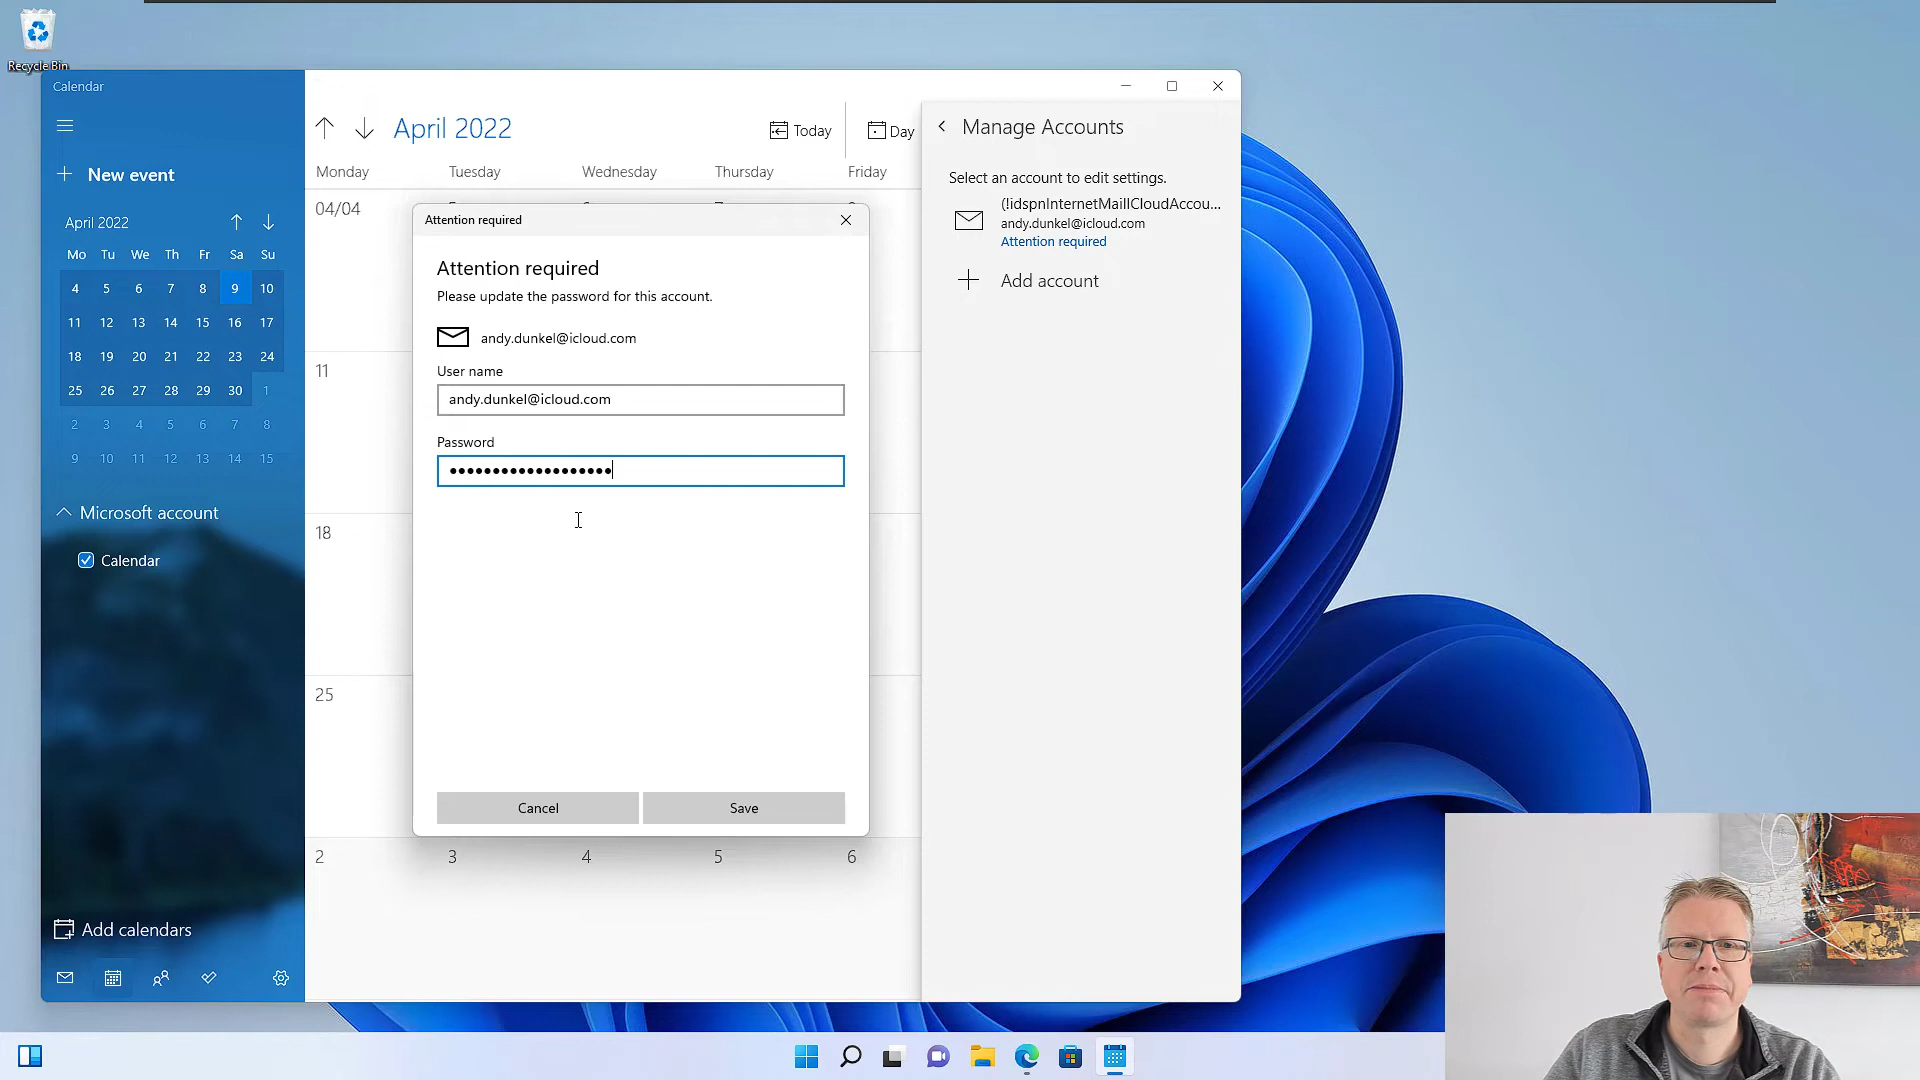 Recycle Bin
Calendar
New event
April 2022
Mo Tu We Th Fr Sa Su
4 5 6 7 8 9 10
11 12 13 14 15 16 17
18 19 20 21 22 23 24
25 26 27 28 29 30 1
2 3 4 5 6 7 8
9 10 11 12 13 14 15
Microsoft account
Calendar
Add calendars
April 2022
Today
Day
Monday Tuesday Wednesday Thursday Friday
04/04
11
18
25
2 3 4 5 6
Attention required
Attention required
Please update the password for this account.
andy.dunkel@icloud.com
User name
andy.dunkel@icloud.com
Password
•••••••••••••••••••
Cancel Save
Manage Accounts
Select an account to edit settings.
(!idspnInternetMailICloudAccou...
andy.dunkel@icloud.com
Attention required
Add account